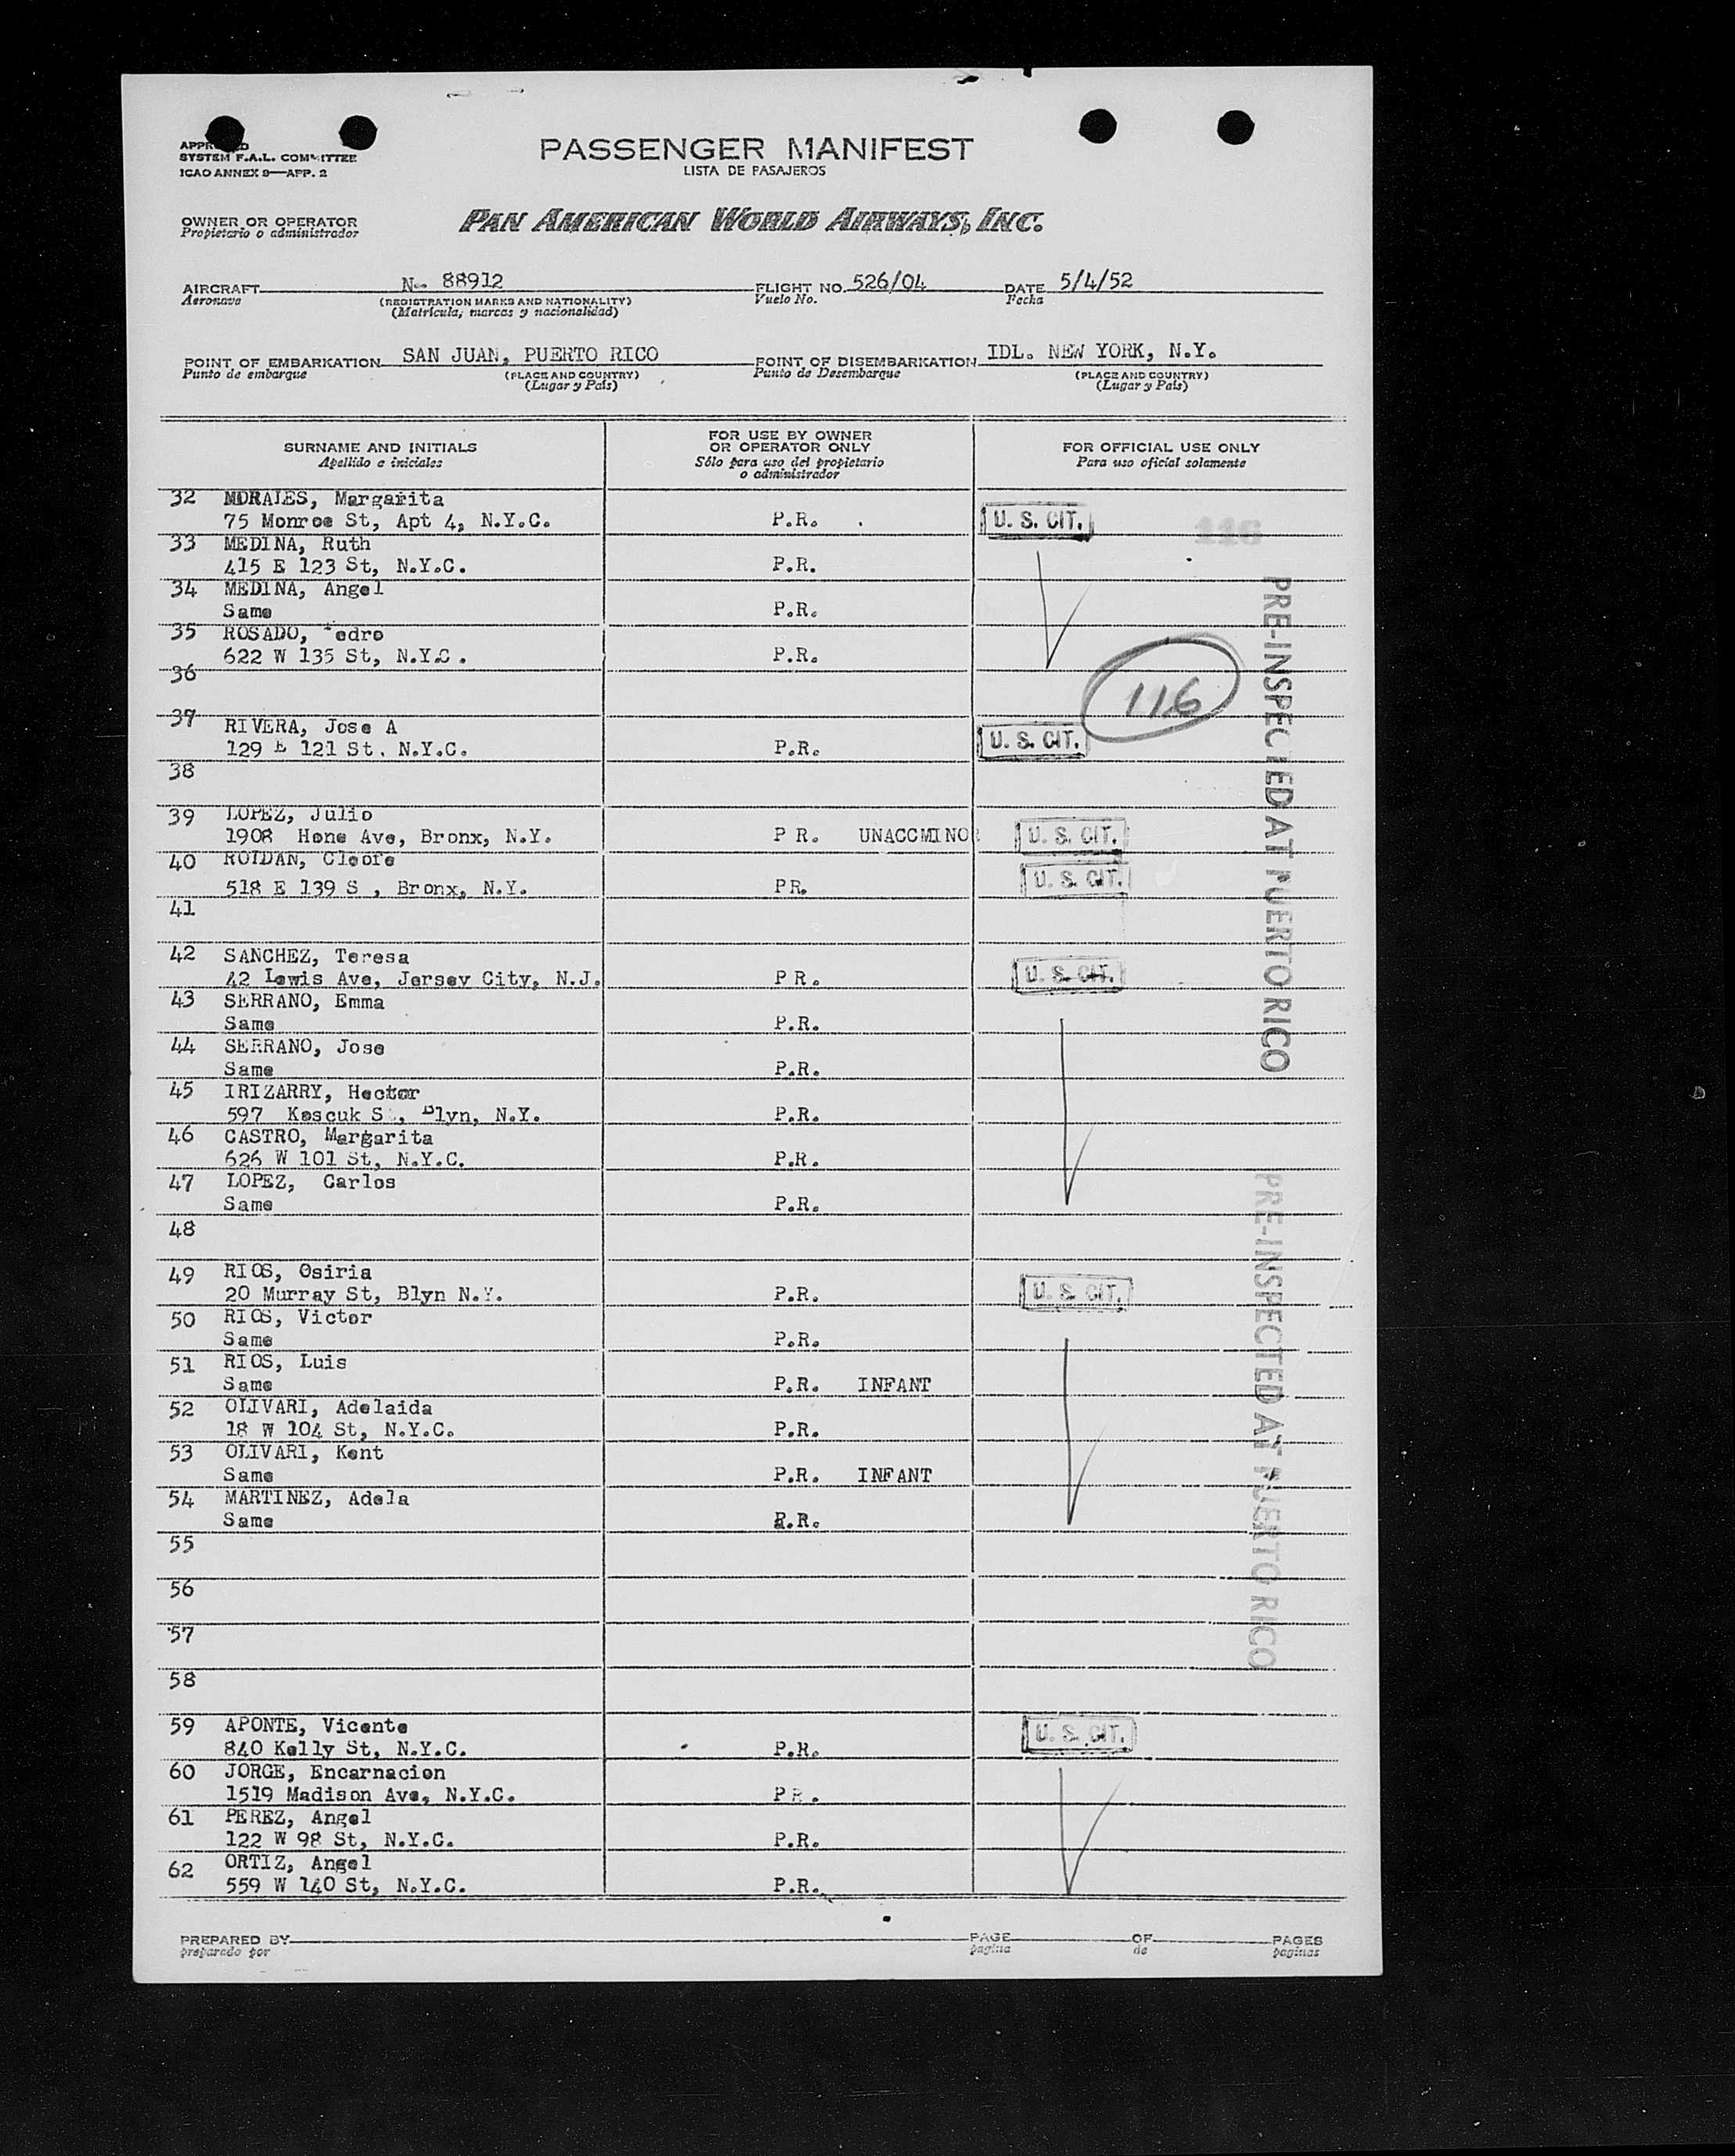 APPROVED
SYSTEM F.A.L. COMMITTEE
ICAO ANNEX 9—APP. 2
PASSENGER MANIFEST
LISTA DE PASAJEROS
OWNER OR OPERATOR
Propietario o administrador
PAN AMERICAN WORLD AIRWAYS, INC.
AIRCRAFT N- 88912 FLIGHT NO. 526/04 DATE 5/4/52
Aeronave (REGISTRATION MARKS AND NATIONALITY) Vuelo No. Fecha
(Matrícula, marcas y nacionalidad)
POINT OF EMBARKATION SAN JUAN, PUERTO RICO POINT OF DISEMBARKATION IDL. NEW YORK, N.Y.
Punto de embarque (PLACE AND COUNTRY) Punto de Desembarque (PLACE AND COUNTRY)
(Lugar y País) (Lugar y País)
SURNAME AND INITIALS
Apellido e iniciales
FOR USE BY OWNER
OR OPERATOR ONLY
Sólo para uso del propietario
o administrador
FOR OFFICIAL USE ONLY
Para uso oficial solamente
32 MORALES, Margarita
75 Monroe St, Apt 4, N.Y.C. P.R. U. S. CIT. 116
33 MEDINA, Ruth
415 E 123 St, N.Y.C. P.R.
34 MEDINA, Angel
Same P.R.
35 ROSADO, edro
622 W 135 St, N.Y.C. P.R.
36
116
37 RIVERA, Jose A
129 E 121 St. N.Y.C. P.R. U. S. CIT.
38
39 LOPEZ, Julio
1908 Hone Ave, Bronx, N.Y. P R. UNACCMINOR U. S. CIT.
40 ROLDAN, Cleofe
518 E 139 S , Bronx, N.Y. PR. U. S. CIT.
41
42 SANCHEZ, Teresa
42 Lewis Ave, Jersey City, N.J. P R. U. S. CIT.
43 SERRANO, Emma
Same P.R.
44 SERRANO, Jose
Same P.R.
45 IRIZARRY, Hector
597 Koscuk S , Blyn, N.Y. P.R.
46 CASTRO, Margarita
626 W 101 St, N.Y.C. P.R.
47 LOPEZ, Carlos
Same P.R.
48
49 RIOS, Osiria
20 Murray St, Blyn N.Y. P.R. U. S. CIT.
50 RIOS, Victor
Same P.R.
51 RIOS, Luis
Same P.R. INFANT
52 OLIVARI, Adelaida
18 W 104 St, N.Y.C. P.R.
53 OLIVARI, Kent
Same P.R. INFANT
54 MARTINEZ, Adela
Same P.R.
55
56
57
58
59 APONTE, Vicente
840 Kelly St, N.Y.C. P.R. U. S. CIT.
60 JORGE, Encarnacion
1519 Madison Ave, N.Y.C. P R.
61 PEREZ, Angel
122 W 98 St, N.Y.C. P.R.
62 ORTIZ, Angel
559 W 140 St, N.Y.C. P.R.
PRE-INSPECTED AT PUERTO RICO
PRE-INSPECTED AT PUERTO RICO
PREPARED BY PAGE OF PAGES
preparado por pagina de paginas